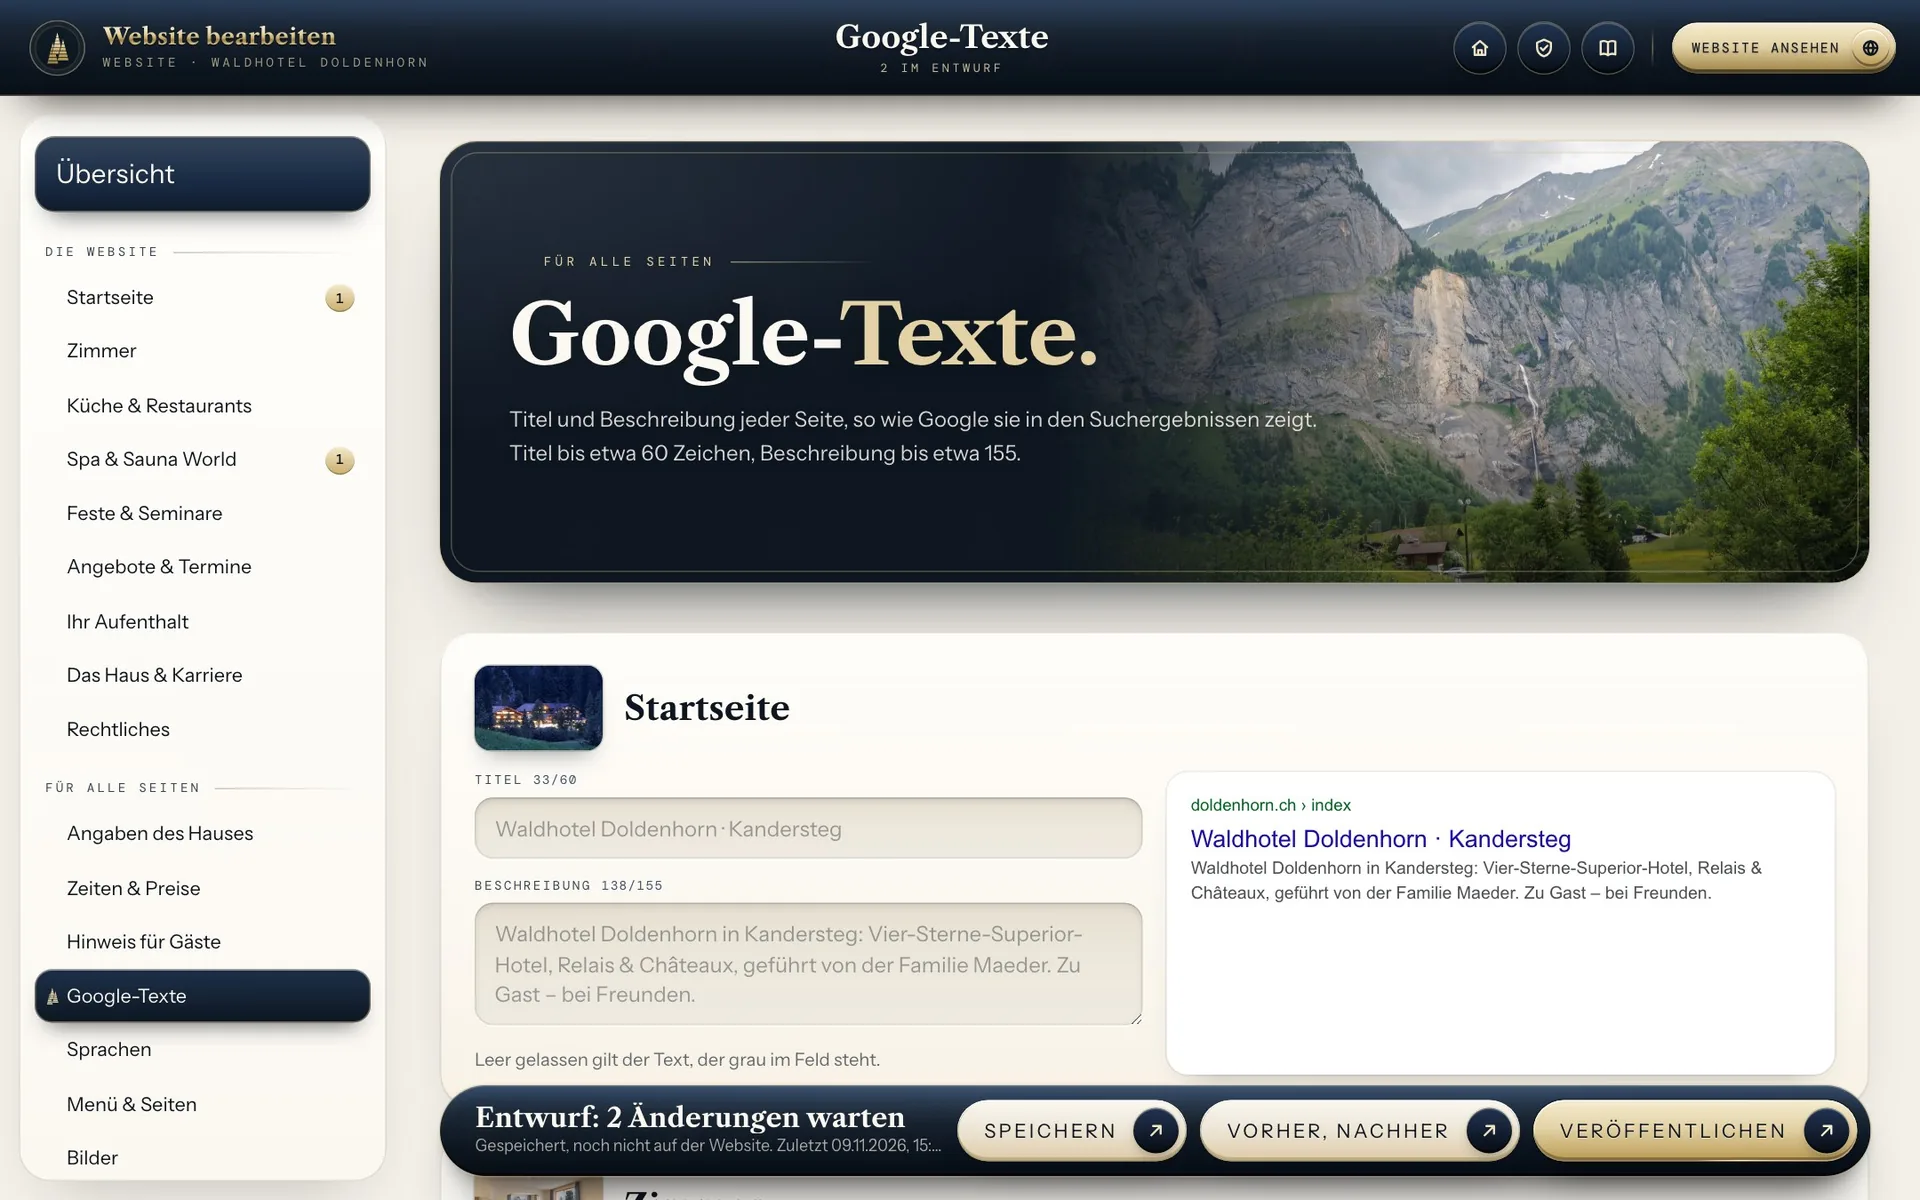 Website bearbeiten
WEBSITE · WALDHOTEL DOLDENHORN
Google-Texte
2 IM ENTWURF
WEBSITE ANSEHEN
Übersicht
DIE WEBSITE
Startseite 1
Zimmer
Küche & Restaurants
Spa & Sauna World 1
Feste & Seminare
Angebote & Termine
Ihr Aufenthalt
Das Haus & Karriere
Rechtliches
FÜR ALLE SEITEN
Angaben des Hauses
Zeiten & Preise
Hinweis für Gäste
Google-Texte
Sprachen
Menü & Seiten
Bilder
FÜR ALLE SEITEN
Google-Texte.
Titel und Beschreibung jeder Seite, so wie Google sie in den Suchergebnissen zeigt.
Titel bis etwa 60 Zeichen, Beschreibung bis etwa 155.
Startseite
TITEL 33/60
Waldhotel Doldenhorn · Kandersteg
BESCHREIBUNG 138/155
Waldhotel Doldenhorn in Kandersteg: Vier-Sterne-Superior-
Hotel, Relais & Châteaux, geführt von der Familie Maeder. Zu
Gast – bei Freunden.
Leer gelassen gilt der Text, der grau im Feld steht.
doldenhorn.ch › index
Waldhotel Doldenhorn · Kandersteg
Waldhotel Doldenhorn in Kandersteg: Vier-Sterne-Superior-Hotel, Relais &
Châteaux, geführt von der Familie Maeder. Zu Gast – bei Freunden.
Entwurf: 2 Änderungen warten
Gespeichert, noch nicht auf der Website. Zuletzt 09.11.2026, 15:...
SPEICHERN
VORHER, NACHHER
VERÖFFENTLICHEN